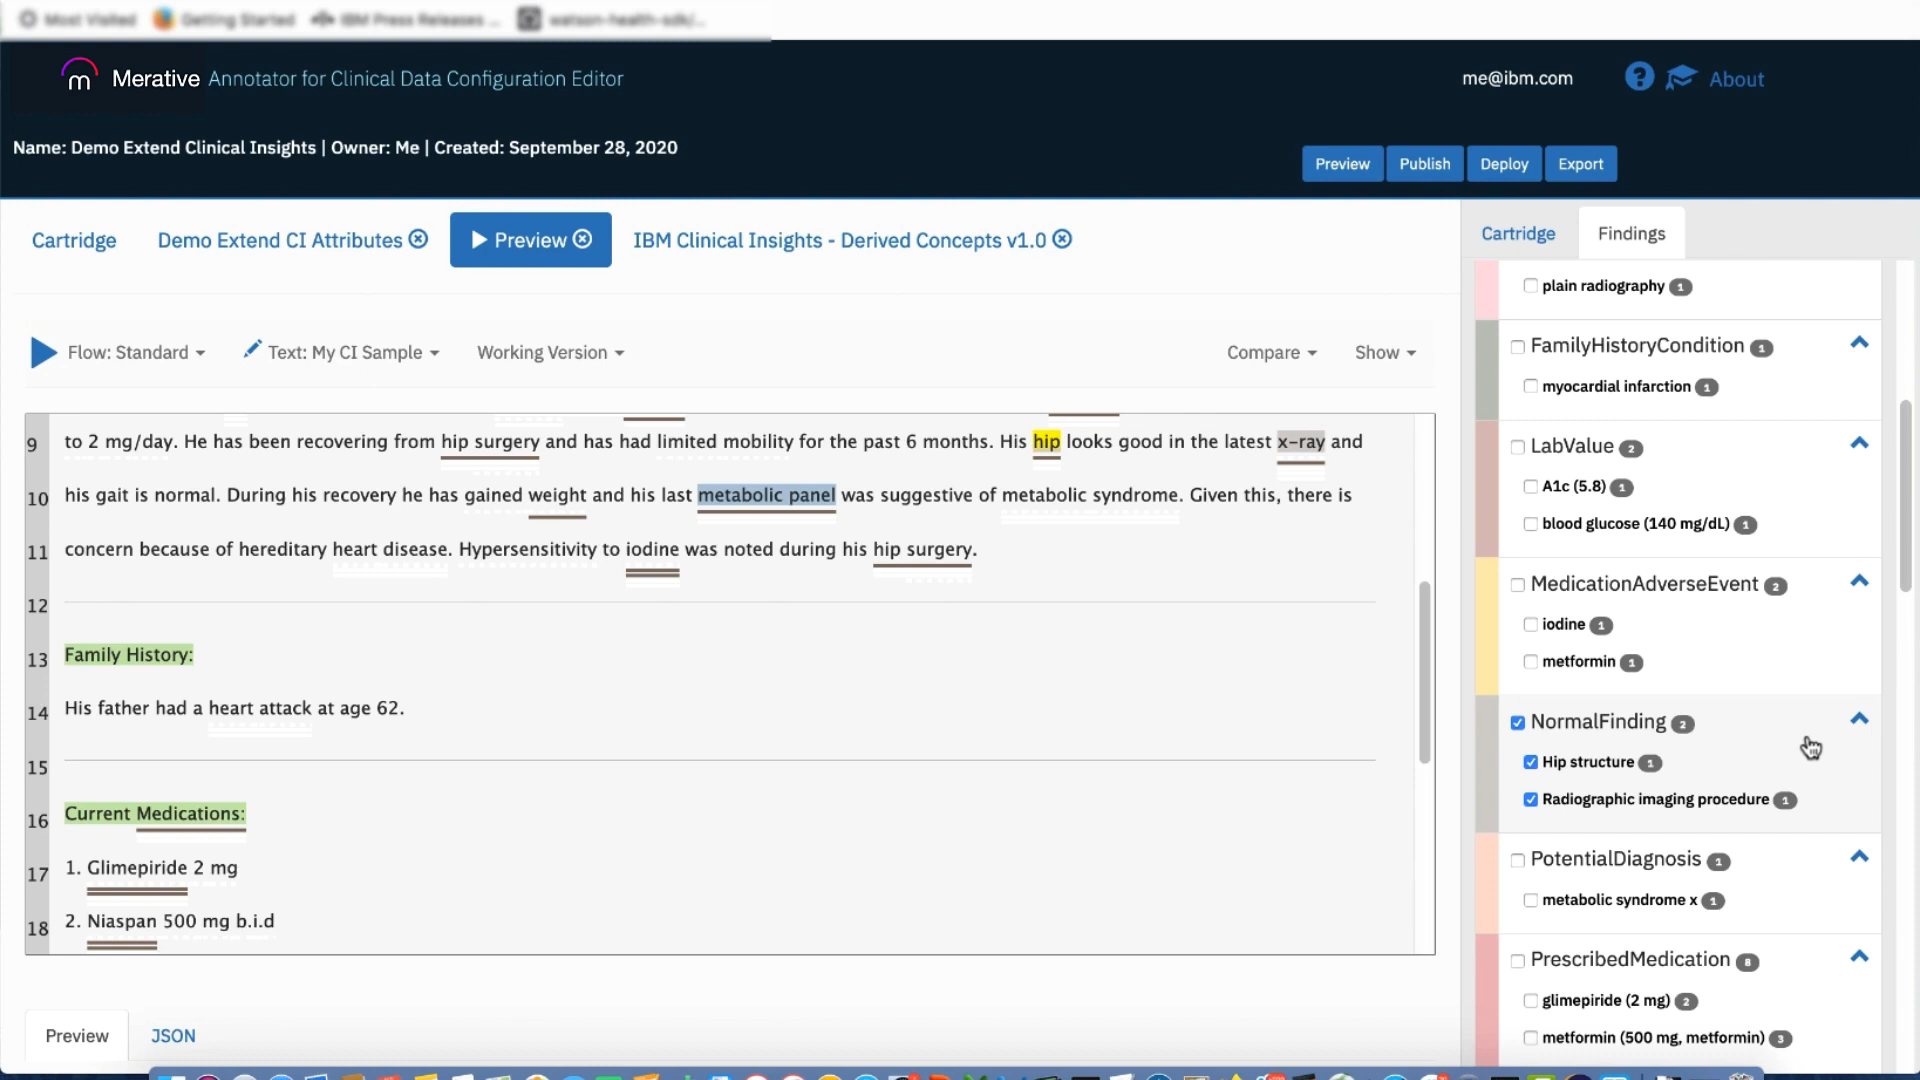 Most Visited Getting Started IBM Press Releases ... watson-health-sdk/...
m Merative Annotator for Clinical Data Configuration Editor
me@ibm.com ? About
Name: Demo Extend Clinical Insights | Owner: Me | Created: September 28, 2020
Preview Publish Deploy Export
Cartridge Demo Extend CI Attributes Preview IBM Clinical Insights - Derived Concepts v1.0
Flow: Standard Text: My CI Sample Working Version Compare Show
9 to 2 mg/day. He has been recovering from hip surgery and has had limited mobility for the past 6 months. His hip looks good in the latest x-ray and
10 his gait is normal. During his recovery he has gained weight and his last metabolic panel was suggestive of metabolic syndrome. Given this, there is
11 concern because of hereditary heart disease. Hypersensitivity to iodine was noted during his hip surgery.
12
13 Family History:
14 His father had a heart attack at age 62.
15
16 Current Medications:
17 1. Glimepiride 2 mg
18 2. Niaspan 500 mg b.i.d
Preview JSON
Cartridge Findings
plain radiography 1
FamilyHistoryCondition 1
myocardial infarction 1
LabValue 2
A1c (5.8) 1
blood glucose (140 mg/dL) 1
MedicationAdverseEvent 2
iodine 1
metformin 1
NormalFinding 2
Hip structure 1
Radiographic imaging procedure 1
PotentialDiagnosis 1
metabolic syndrome x 1
PrescribedMedication 8
glimepiride (2 mg) 2
metformin (500 mg, metformin) 3